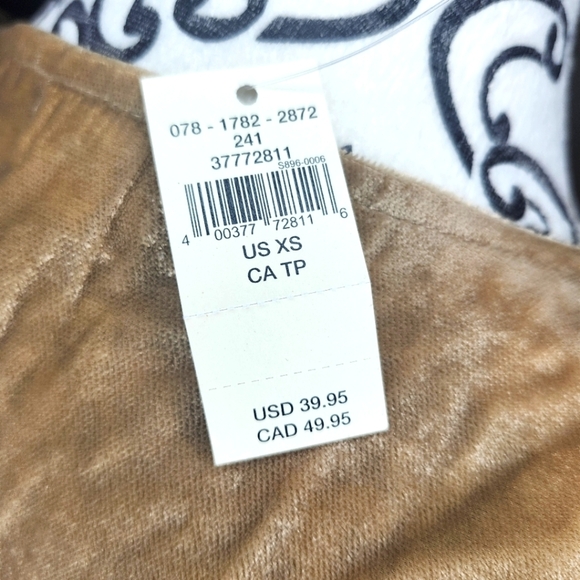 078 - 1782 - 2872
241
37772811
S896-0006
4 00377 72811 6
US XS
CA TP
USD 39.95
CAD 49.95